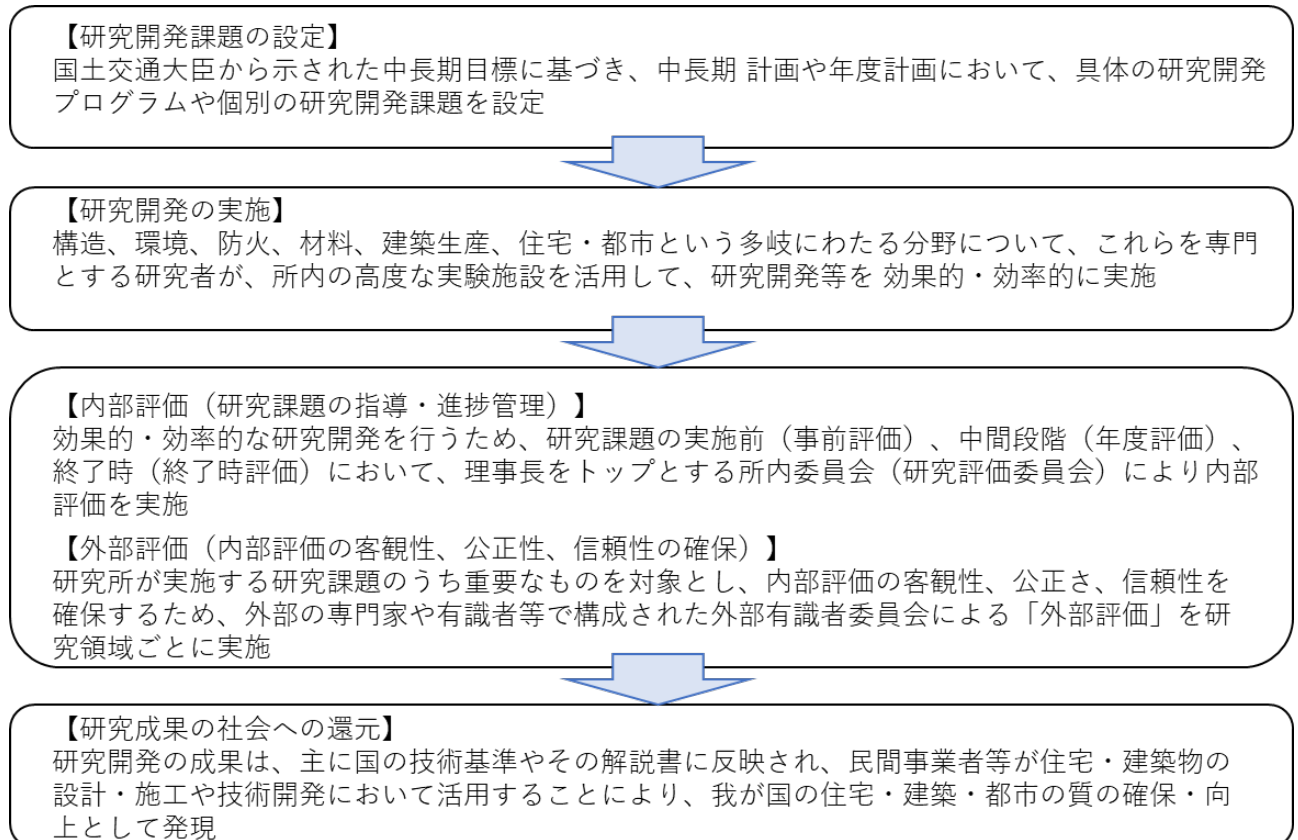 【研究開発課題の設定】
国土交通大臣から示された中長期目標に基づき、中長期 計画や年度計画において、具体の研究開発
プログラムや個別の研究開発課題を設定
【研究開発の実施】
構造、環境、防火、材料、建築生産、住宅・都市という多岐にわたる分野について、これらを専門
とする研究者が、所内の高度な実験施設を活用して、研究開発等を 効果的・効率的に実施
【内部評価（研究課題の指導・進捗管理）】
効果的・効率的な研究開発を行うため、研究課題の実施前（事前評価）、中間段階（年度評価）、
終了時（終了時評価）において、理事長をトップとする所内委員会（研究評価委員会）により内部
評価を実施
【外部評価（内部評価の客観性、公正性、信頼性の確保）】
研究所が実施する研究課題のうち重要なものを対象とし、内部評価の客観性、公正さ、信頼性を
確保するため、外部の専門家や有識者等で構成された外部有識者委員会による「外部評価」を研
究領域ごとに実施
【研究成果の社会への還元】
研究開発の成果は、主に国の技術基準やその解説書に反映され、民間事業者等が住宅・建築物の
設計・施工や技術開発において活用することにより、我が国の住宅・建築・都市の質の確保・向
上として発現